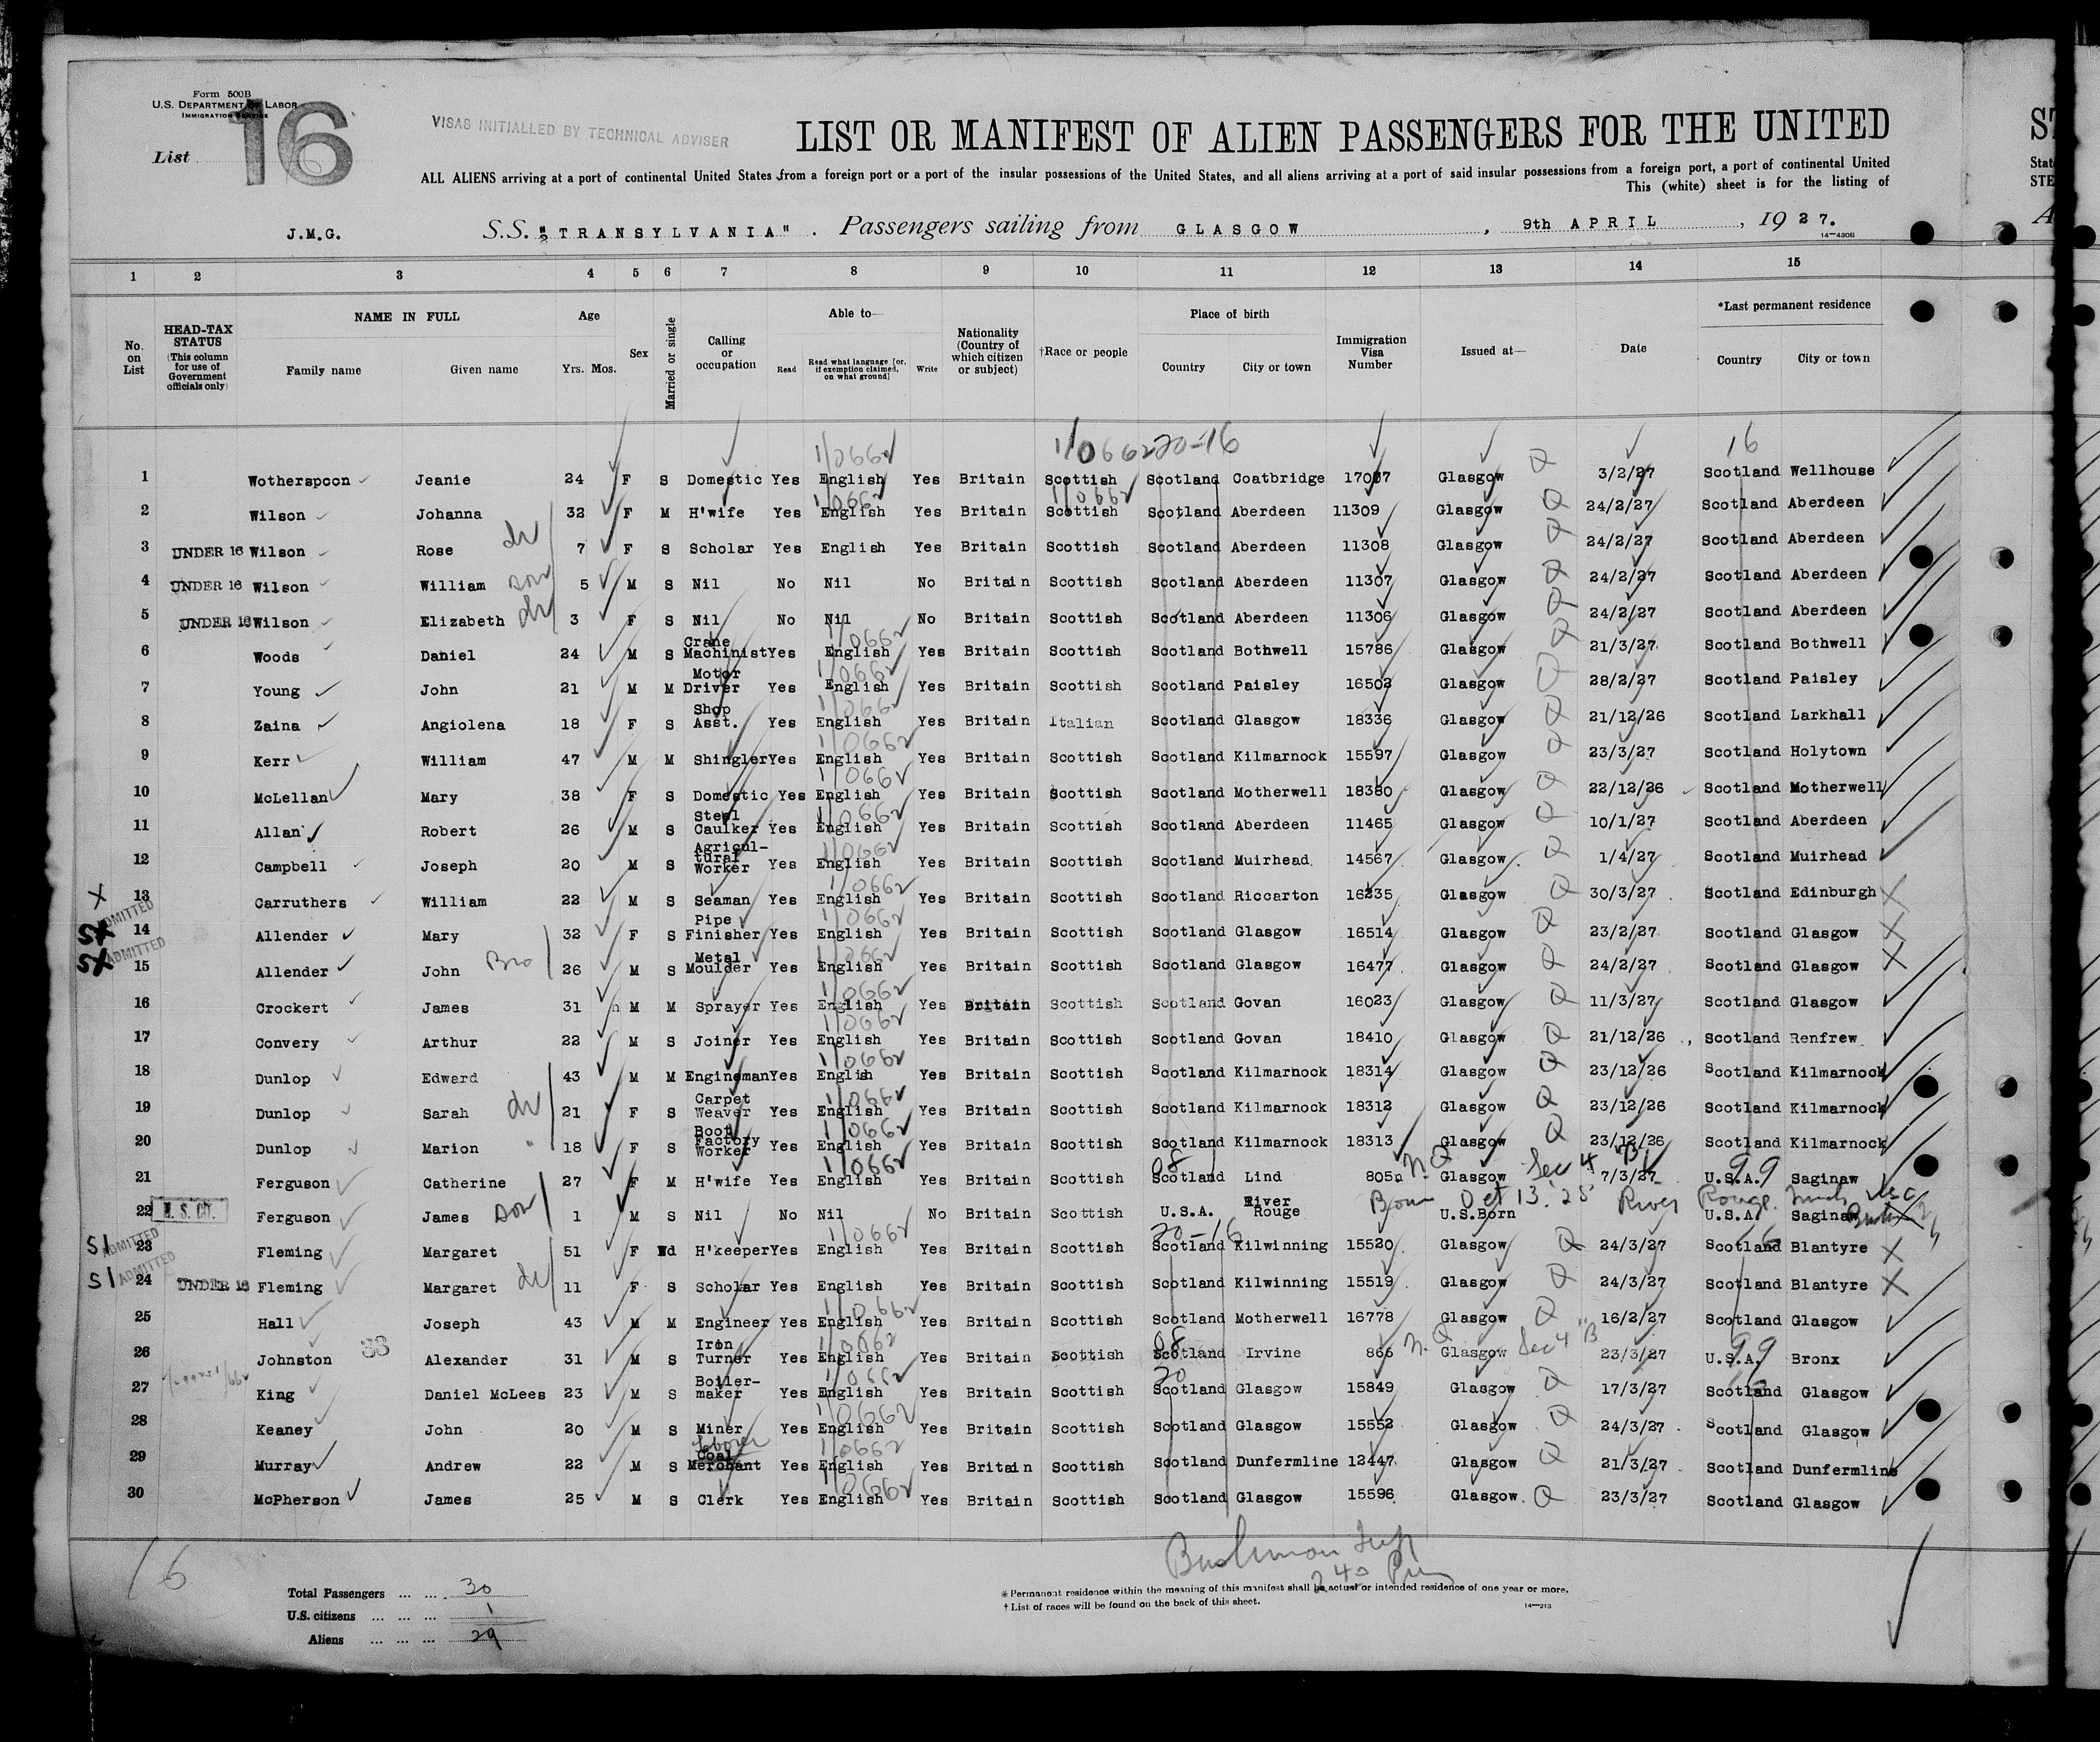 Form 500B
U.S. DEPARTMENT OF LABOR
IMMIGRATION SERVICE
List 16
VISAS INITIALLED BY TECHNICAL ADVISER
LIST OR MANIFEST OF ALIEN PASSENGERS FOR THE UNITED
ALL ALIENS arriving at a port of continental United States from a foreign port or a port of the insular possessions of the United States, and all aliens arriving at a port of said insular possessions from a foreign port, a port of continental United
This (white) sheet is for the listing of
J.M.G. S.S. "TRANSYLVANIA". Passengers sailing from GLASGOW, 9th APRIL, 1927.
14—430B
1 2 3 4 5 6 7 8 9 10 11 12 13 14 15
No. on List
HEAD-TAX STATUS (This column for use of Government officials only)
NAME IN FULL
Family name Given name
Age
Yrs. Mos.
Sex
Married or single
Calling or occupation
Able to—
Read Read what language [or, if exemption claimed, on what ground] Write
Nationality (Country of which citizen or subject)
†Race or people
Place of birth
Country City or town
Immigration Visa Number
Issued at—
Date
*Last permanent residence
Country City or town
1/0662 1/0662 20-16 16
1 Wotherspoon Jeanie 24 F S Domestic Yes English Yes Britain Scottish Scotland Coatbridge 17087 Glasgow 3/2/27 Scotland Wellhouse
2 Wilson Johanna 32 F M H'wife Yes English Yes Britain Scottish Scotland Aberdeen 11309 Glasgow 24/2/27 Scotland Aberdeen
3 UNDER 16 Wilson Rose 7 F S Scholar Yes English Yes Britain Scottish Scotland Aberdeen 11308 Glasgow 24/2/27 Scotland Aberdeen
4 UNDER 16 Wilson William son 5 M S Nil No Nil No Britain Scottish Scotland Aberdeen 11307 Glasgow 24/2/27 Scotland Aberdeen
5 UNDER 16 Wilson Elizabeth 3 F S Nil No Nil No Britain Scottish Scotland Aberdeen 11306 Glasgow 24/2/27 Scotland Aberdeen
6 Woods Daniel 24 M S Crane Machinist Yes English Yes Britain Scottish Scotland Bothwell 15786 Glasgow 21/3/27 Scotland Bothwell
7 Young John 21 M M Motor Driver Yes English Yes Britain Scottish Scotland Paisley 16502 Glasgow 28/2/27 Scotland Paisley
8 Zaina Angiolena 18 F S Shop Asst. Yes English Yes Britain Italian Scotland Glasgow 18336 Glasgow 21/12/26 Scotland Larkhall
9 Kerr William 47 M M Shingler Yes English Yes Britain Scottish Scotland Kilmarnock 15597 Glasgow 23/3/27 Scotland Holytown
10 McLellan Mary 38 F S Domestic Yes English Yes Britain Scottish Scotland Motherwell 18380 Glasgow 22/12/26 Scotland Motherwell
11 Allan Robert 26 M S Steel Caulker Yes English Yes Britain Scottish Scotland Aberdeen 11465 Glasgow 10/1/27 Scotland Aberdeen
12 Campbell Joseph 20 M S Agricul-tural Worker Yes English Yes Britain Scottish Scotland Muirhead 14567 Glasgow 1/4/27 Scotland Muirhead
13 Carruthers William 22 M S Seaman Yes English Yes Britain Scottish Scotland Riccarton 16235 Glasgow 30/3/27 Scotland Edinburgh
ADMITTED 14 Allender Mary 32 F S Pipe Finisher Yes English Yes Britain Scottish Scotland Glasgow 16514 Glasgow 23/2/27 Scotland Glasgow
ADMITTED 15 Allender John Bro 26 M S Metal Moulder Yes English Yes Britain Scottish Scotland Glasgow 16477 Glasgow 24/2/27 Scotland Glasgow
16 Crockert James 31 M M Sprayer Yes English Yes Britain Scottish Scotland Govan 16023 Glasgow 11/3/27 Scotland Glasgow
17 Convery Arthur 22 M S Joiner Yes English Yes Britain Scottish Scotland Govan 18410 Glasgow 21/12/26 Scotland Renfrew
18 Dunlop Edward 43 M M Engineman Yes English Yes Britain Scottish Scotland Kilmarnock 18314 Glasgow 23/12/26 Scotland Kilmarnock
19 Dunlop Sarah 21 F S Carpet Weaver Yes English Yes Britain Scottish Scotland Kilmarnock 18312 Glasgow 23/12/26 Scotland Kilmarnock
20 Dunlop Marion 18 F S Boot Factory Worker Yes English Yes Britain Scottish Scotland Kilmarnock 18313 Glasgow 23/12/26 Scotland Kilmarnock
21 Ferguson Catherine 27 F M H'wife Yes English Yes Britain Scottish Scotland Lind 805 N.Q Glasgow Sec 4 "B" 7/3/27 U.S.A. Saginaw
Born Oct 13. 25 River Rouge
22 U.S. CIT. Ferguson James son 1 M S Nil No Nil No Scottish U.S.A. River Rouge U.S.Born U.S.A. Saginaw
S1 ADMITTED 23 Fleming Margaret 51 F Wd H'keeper Yes English Yes Britain Scottish Scotland Kilwinning 15520 Glasgow 24/3/27 Scotland Blantyre
S1 ADMITTED 24 UNDER 16 Fleming Margaret 11 F S Scholar Yes English Yes Britain Scottish Scotland Kilwinning 15519 Glasgow 24/3/27 Scotland Blantyre
25 Hall Joseph 43 M M Engineer Yes English Yes Britain Scottish Scotland Motherwell 16778 Glasgow 16/2/27 Scotland Glasgow
26 Johnston Alexander 31 M S Iron Turner Yes English Yes Britain Scottish Scotland Irvine 866 N.Q Glasgow Sec 4 "B 23/3/27 U.S.A. Bronx
27 King Daniel McLees 23 M S Boiler-maker Yes English Yes Britain Scottish Scotland Glasgow 15849 Glasgow 17/3/27 Scotland Glasgow
28 Keaney John 20 M S Miner Yes English Yes Britain Scottish Scotland Glasgow 15552 Glasgow 24/3/27 Scotland Glasgow
29 Murray Andrew 22 M S Coal Merchant Yes English Yes Britain Scottish Scotland Dunfermline 12447 Glasgow 21/3/27 Scotland Dunfermline
30 McPherson James 25 M S Clerk Yes English Yes Britain Scottish Scotland Glasgow 15596 Glasgow 23/3/27 Scotland Glasgow
16
Total Passengers ... ... 30
U.S. citizens ... ... ... 1
Aliens ... ... ... 29
*Permanent residence within the meaning of this manifest shall be actual or intended residence of one year or more.
†List of races will be found on the back of this sheet.
14—213